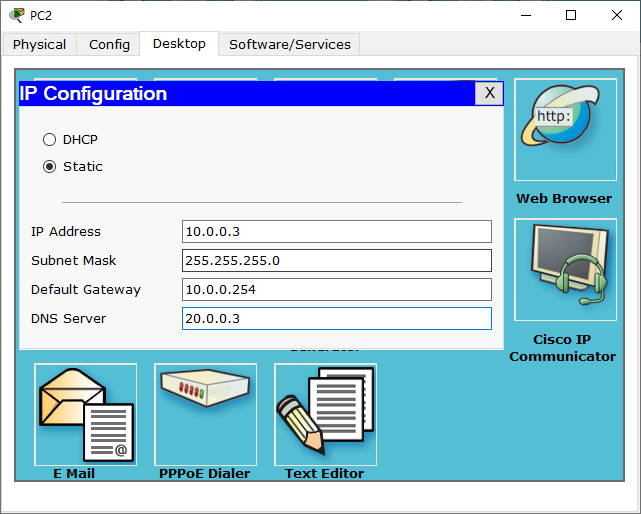 PC2
Physical Config Desktop Software/Services
IP Configuration X
DHCP
Static
IP Address 10.0.0.3
Subnet Mask 255.255.255.0
Default Gateway 10.0.0.254
DNS Server 20.0.0.3
http:
Web Browser
Cisco IP
Communicator
@
E Mail PPPoE Dialer Text Editor